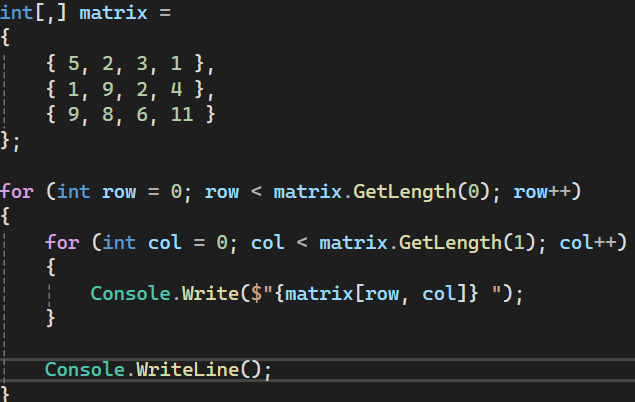 int[,] matrix =
{
    { 5, 2, 3, 1 },
    { 1, 9, 2, 4 },
    { 9, 8, 6, 11 }
};

for (int row = 0; row < matrix.GetLength(0); row++)
{
    for (int col = 0; col < matrix.GetLength(1); col++)
    {
        Console.Write($"{matrix[row, col]} ");
    }

    Console.WriteLine();
}